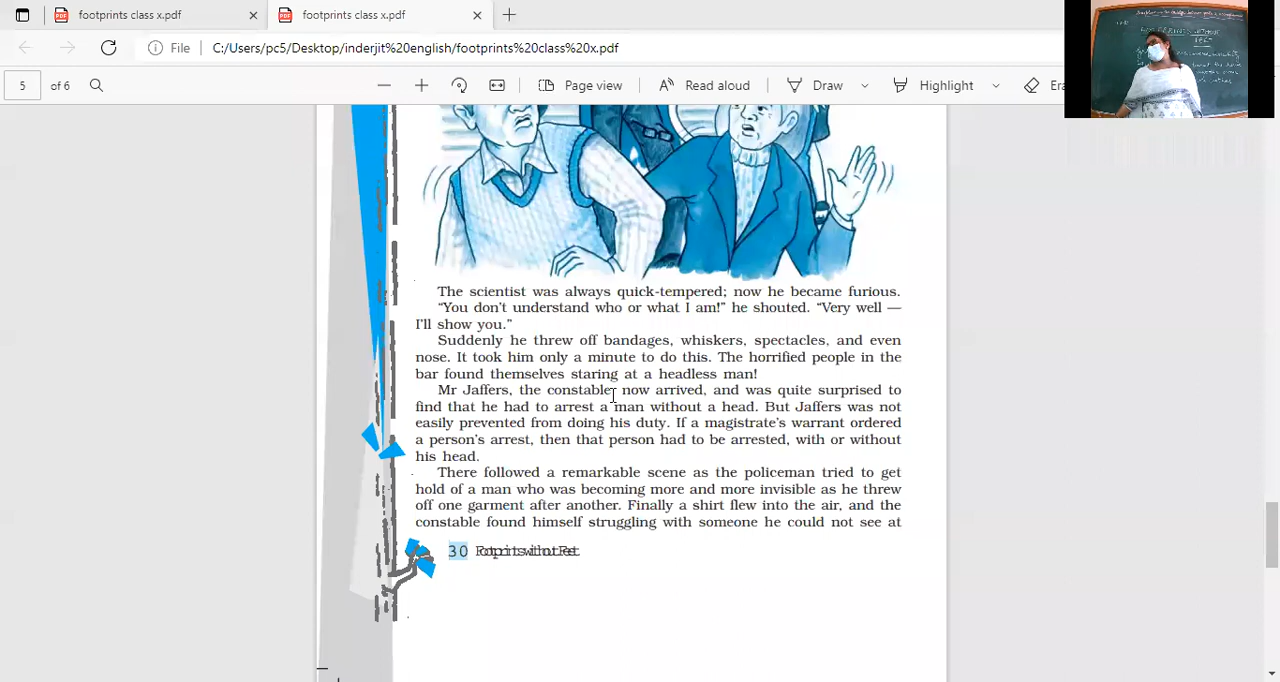 footprints class x.pdf
footprints class x.pdf
File C:/Users/pc5/Desktop/inderjit%20english/footprints%20class%20x.pdf
5 of 6 Page view Read aloud Draw Highlight Era
The scientist was always quick-tempered; now he became furious.
“You don’t understand who or what I am!” he shouted. “Very well —
I’ll show you.”
Suddenly he threw off bandages, whiskers, spectacles, and even
nose. It took him only a minute to do this. The horrified people in the
bar found themselves staring at a headless man!
Mr Jaffers, the constable now arrived, and was quite surprised to
find that he had to arrest a man without a head. But Jaffers was not
easily prevented from doing his duty. If a magistrate’s warrant ordered
a person’s arrest, then that person had to be arrested, with or without
his head.
There followed a remarkable scene as the policeman tried to get
hold of a man who was becoming more and more invisible as he threw
off one garment after another. Finally a shirt flew into the air, and the
constable found himself struggling with someone he could not see at
30